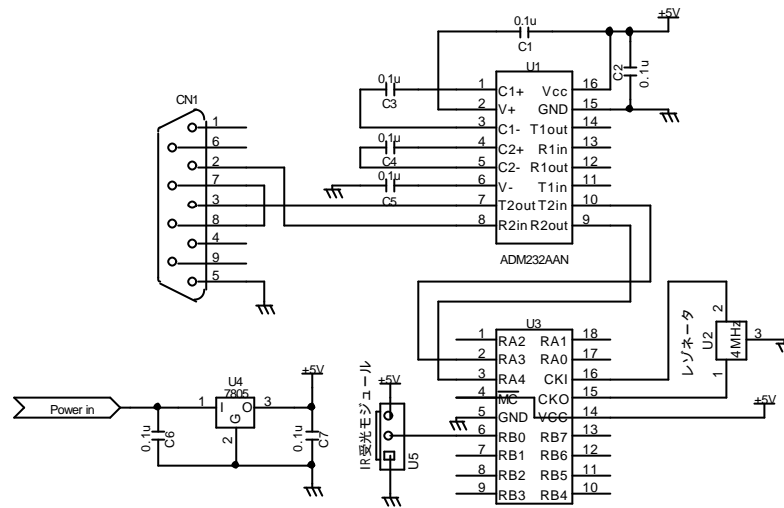 +5V
0.1u
C1
C2
0.1u
U1
0.1u
C3
1 C1+ Vcc 16
2 V+ GND 15
3 C1- T1out 14
4 C2+ R1in 13
5 C2- R1out 12
6 V- T1in 11
7 T2out T2in 10
8 R2in R2out 9
ADM232AAN
0.1u
C4
0.1u
C5
CN1
1
6
2
7
3
8
4
9
5
U3
1 RA2 RA1 18
2 RA3 RA0 17
3 RA4 CKI 16
4 MC CKO 15
5 GND VCC 14
6 RB0 RB7 13
7 RB1 RB6 12
8 RB2 RB5 11
9 RB3 RB4 10
レゾネータ
U2
4MHz
2
3
1
+5V
+5V
IR受光モジュール
U5
Power in
U4
7805
1 I O 3
G
2
+5V
0.1u
C6
0.1u
C7